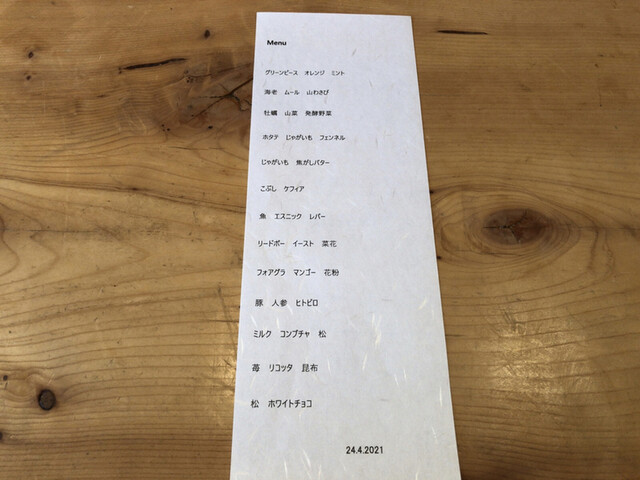 Menu
グリーンピース オレンジ ミント
海老 ムール 山わさび
牡蠣 山菜 発酵野菜
ホタテ じゃがいも フェンネル
じゃがいも 焦がしバター
こぶし ケフィア
魚 エスニック レバー
リードボー イースト 菜花
フォアグラ マンゴー 花粉
豚 人参 ヒトビロ
ミルク コンブチャ 松
苺 リコッタ 昆布
松 ホワイトチョコ
24.4.2021